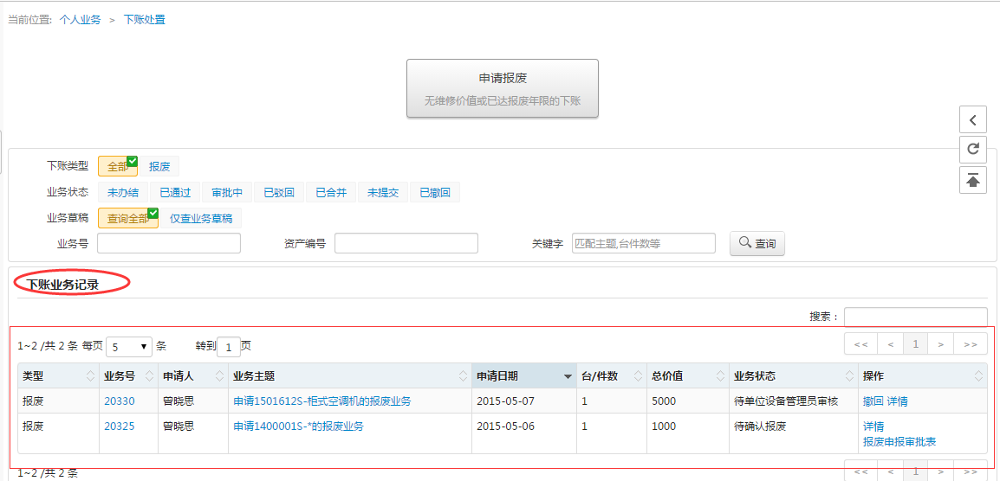 当前位置: 个人业务 > 下账处置
申请报废
无维修价值或已达报废年限的下账
下账类型 全部 报废
业务状态 未办结 已通过 审批中 已驳回 已合并 未提交 已撤回
业务草稿 查询全部 仅查业务草稿
业务号 资产编号 关键字 匹配主题,台件数等 查询
下账业务记录
搜索：
1~2 /共 2 条 每页 5 条 转到 1 页 << < 1 > >>
类型 业务号 申请人 业务主题 申请日期 台/件数 总价值 业务状态 操作
报废 20330 曾晓思 申请1501612S-柜式空调机的报废业务 2015-05-07 1 5000 待单位设备管理员审核 撤回 详情
报废 20325 曾晓思 申请1400001S-*的报废业务 2015-05-06 1 1000 待确认报废 详情
报废申报审批表
1~2 /共 2 条 << < 1 > >>